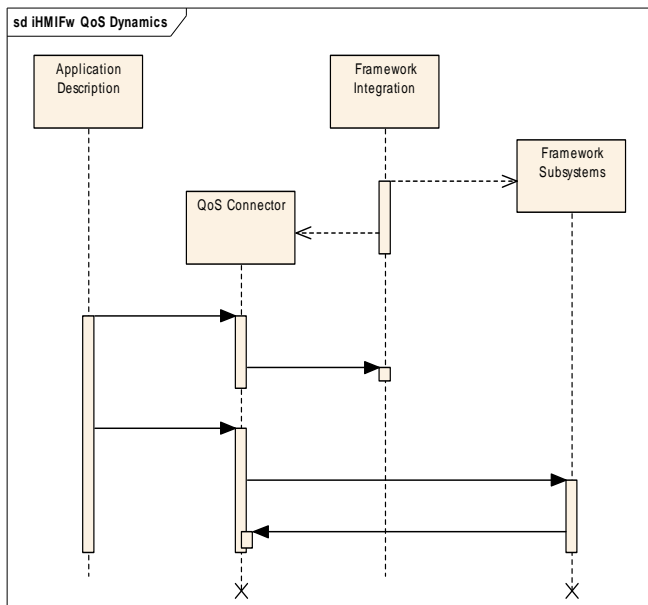 sd iHMIFw QoS Dynamics
Application
Description
Framework
Integration
Framework
Subsystems
QoS Connector